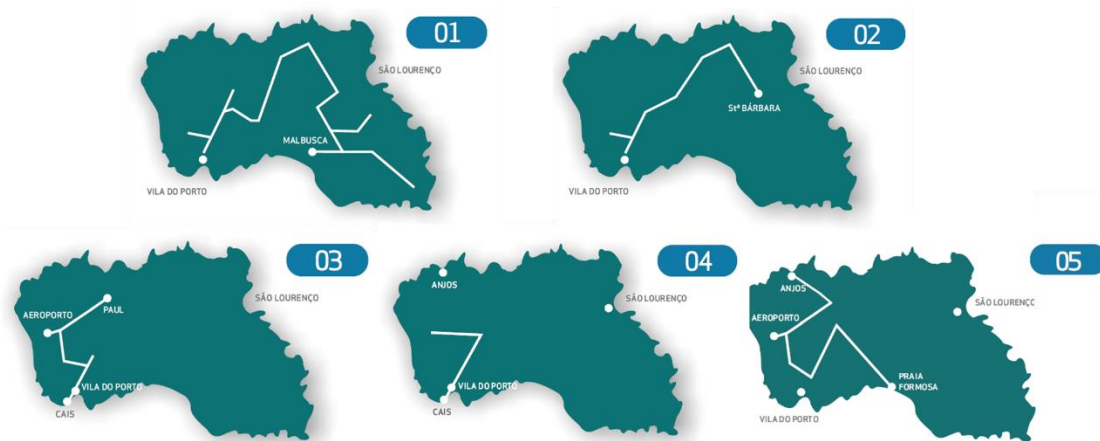 01
SÃO LOURENÇO
MALBUSCA
VILA DO PORTO
02
SÃO LOURENÇO
Stª BÁRBARA
VILA DO PORTO
03
SÃO LOURENÇO
AEROPORTO
PAUL
VILA DO PORTO
CAIS
04
ANJOS
SÃO LOURENÇO
VILA DO PORTO
CAIS
05
ANJOS
SÃO LOURENÇO
AEROPORTO
PRAIA
FORMOSA
VILA DO PORTO